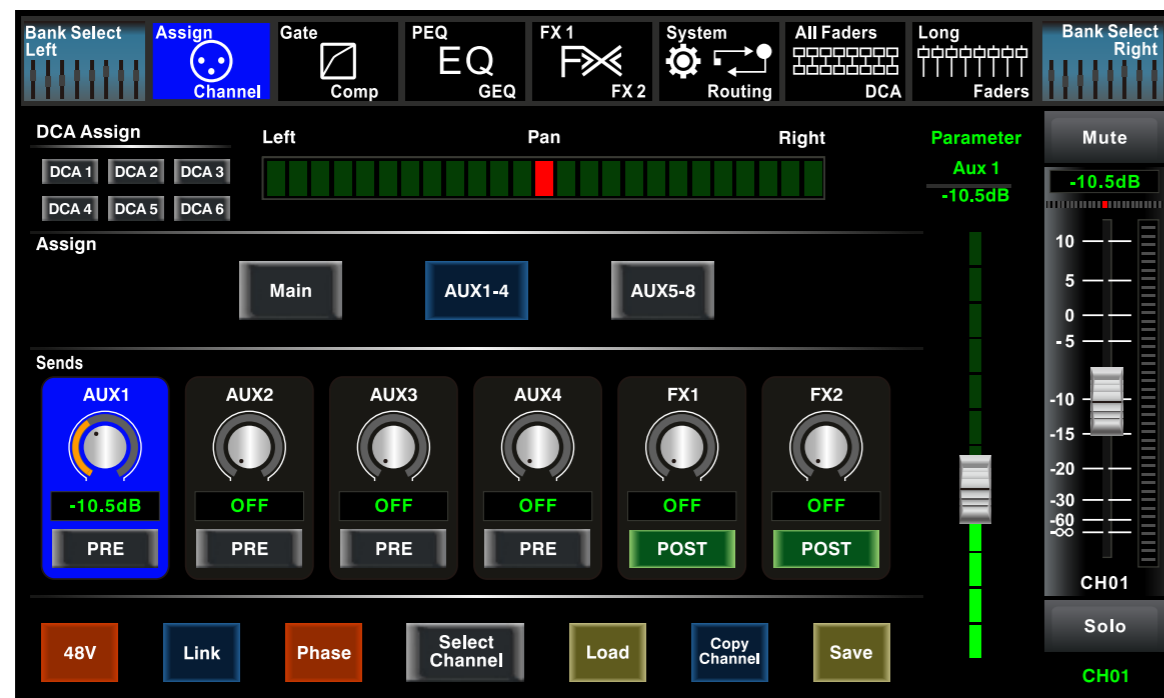 Bank Select
Left
Assign
Channel
Gate
Comp
PEQ
EQ
GEQ
FX 1
FX
FX 2
System
Routing
All Faders
DCA
Long
Faders
Bank Select
Right
DCA Assign
DCA 1 DCA 2 DCA 3
DCA 4 DCA 5 DCA 6
Left Pan Right
Parameter
Aux 1
-10.5dB
Assign
Main AUX1-4 AUX5-8
Sends
AUX1 AUX2 AUX3 AUX4 FX1 FX2
-10.5dB OFF OFF OFF OFF OFF
PRE PRE PRE PRE POST POST
48V Link Phase Select Channel Load Copy Channel Save
Mute
-10.5dB
10
5
0
-5
-10
-15
-20
-30
-60
-∞
CH01
Solo
CH01